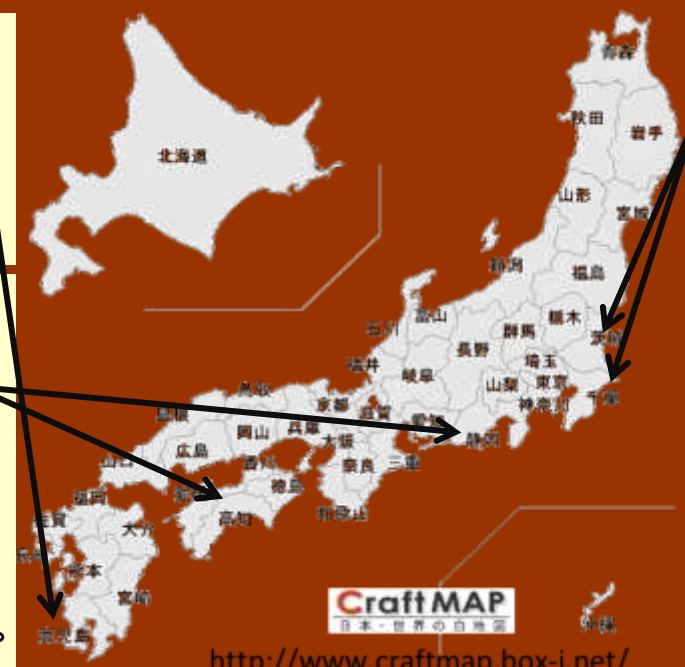 北海道
青森
秋田
岩手
山形
宮城
新潟
福島
石川
富山
群馬
栃木
茨城
長野
福井
岐阜
埼玉
山梨
東京
千葉
神奈川
鳥取
京都
滋賀
愛知
静岡
島根
岡山
兵庫
大阪
広島
香川
奈良
三重
山口
愛媛
徳島
福岡
高知
和歌山
佐賀
大分
長崎
熊本
宮崎
鹿児島
沖縄
。
CraftMAP
日本・世界の白地図
http://www.craftmap.box-i.net/